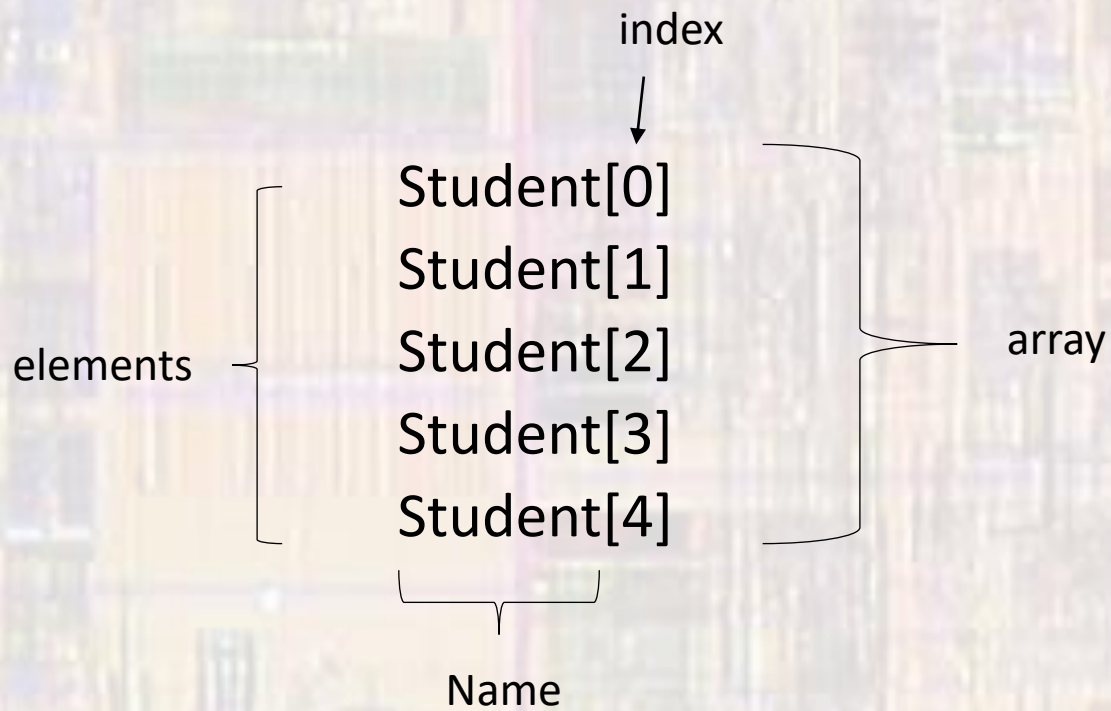 index
Student[0]
Student[1]
Student[2]
elements
array
Student[3]
Student[4]
Name